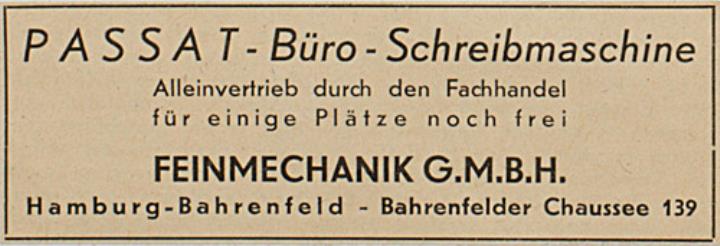 PASSAT - Büro - Schreibmaschine
Alleinvertrieb durch den Fachhandel
für einige Plätze noch frei
FEINMECHANIK G.M.B.H.
Hamburg-Bahrenfeld - Bahrenfelder Chaussee 139